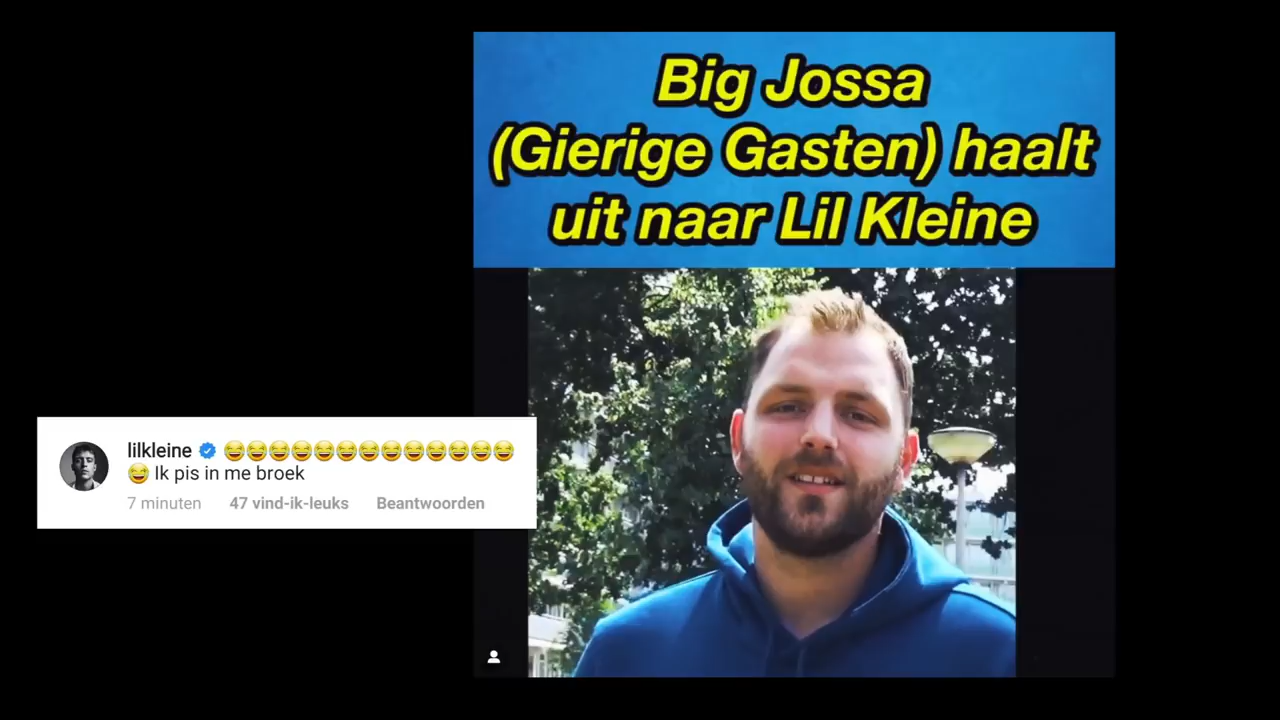 Big Jossa
(Gierige Gasten) haalt
uit naar Lil Kleine
lilkleine 😂😂😂😂😂😂😂😂😂😂😂😂😂
😂 Ik pis in me broek
7 minuten 47 vind-ik-leuks Beantwoorden